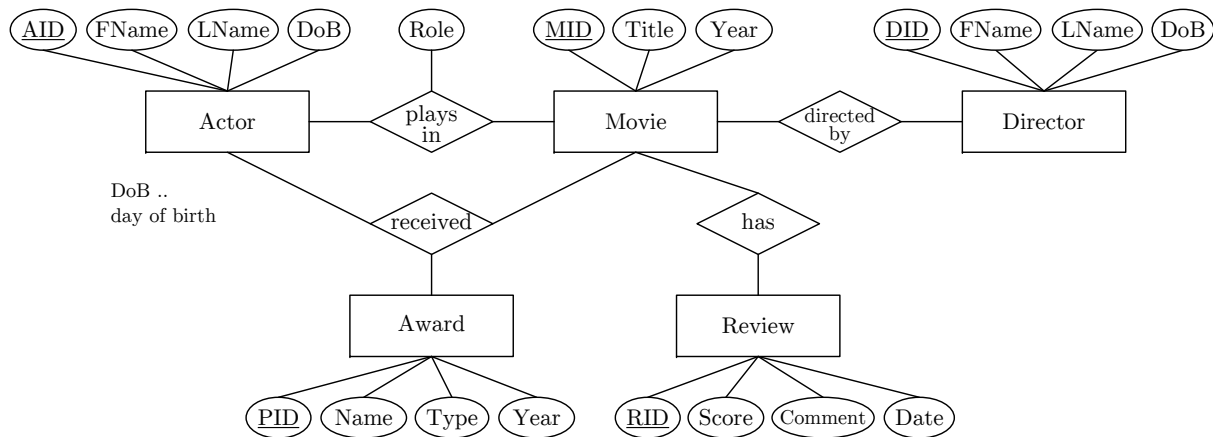 AID FName LName DoB Role MID Title Year DID FName LName DoB
Actor plays in Movie directed by Director
DoB ..
day of birth
received has
Award Review
PID Name Type Year RID Score Comment Date